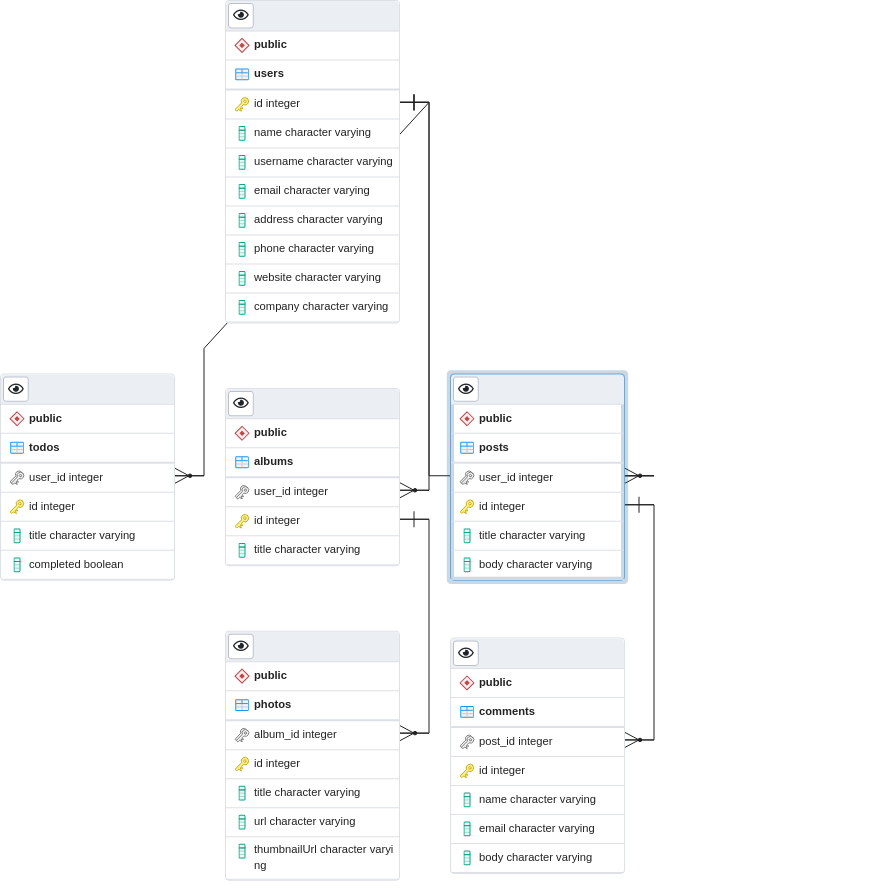 public
users
id integer
name character varying
username character varying
email character varying
address character varying
phone character varying
website character varying
company character varying
public
todos
user_id integer
id integer
title character varying
completed boolean
public
albums
user_id integer
id integer
title character varying
public
posts
user_id integer
id integer
title character varying
body character varying
public
photos
album_id integer
id integer
title character varying
url character varying
thumbnailUrl character varyi
ng
public
comments
post_id integer
id integer
name character varying
email character varying
body character varying